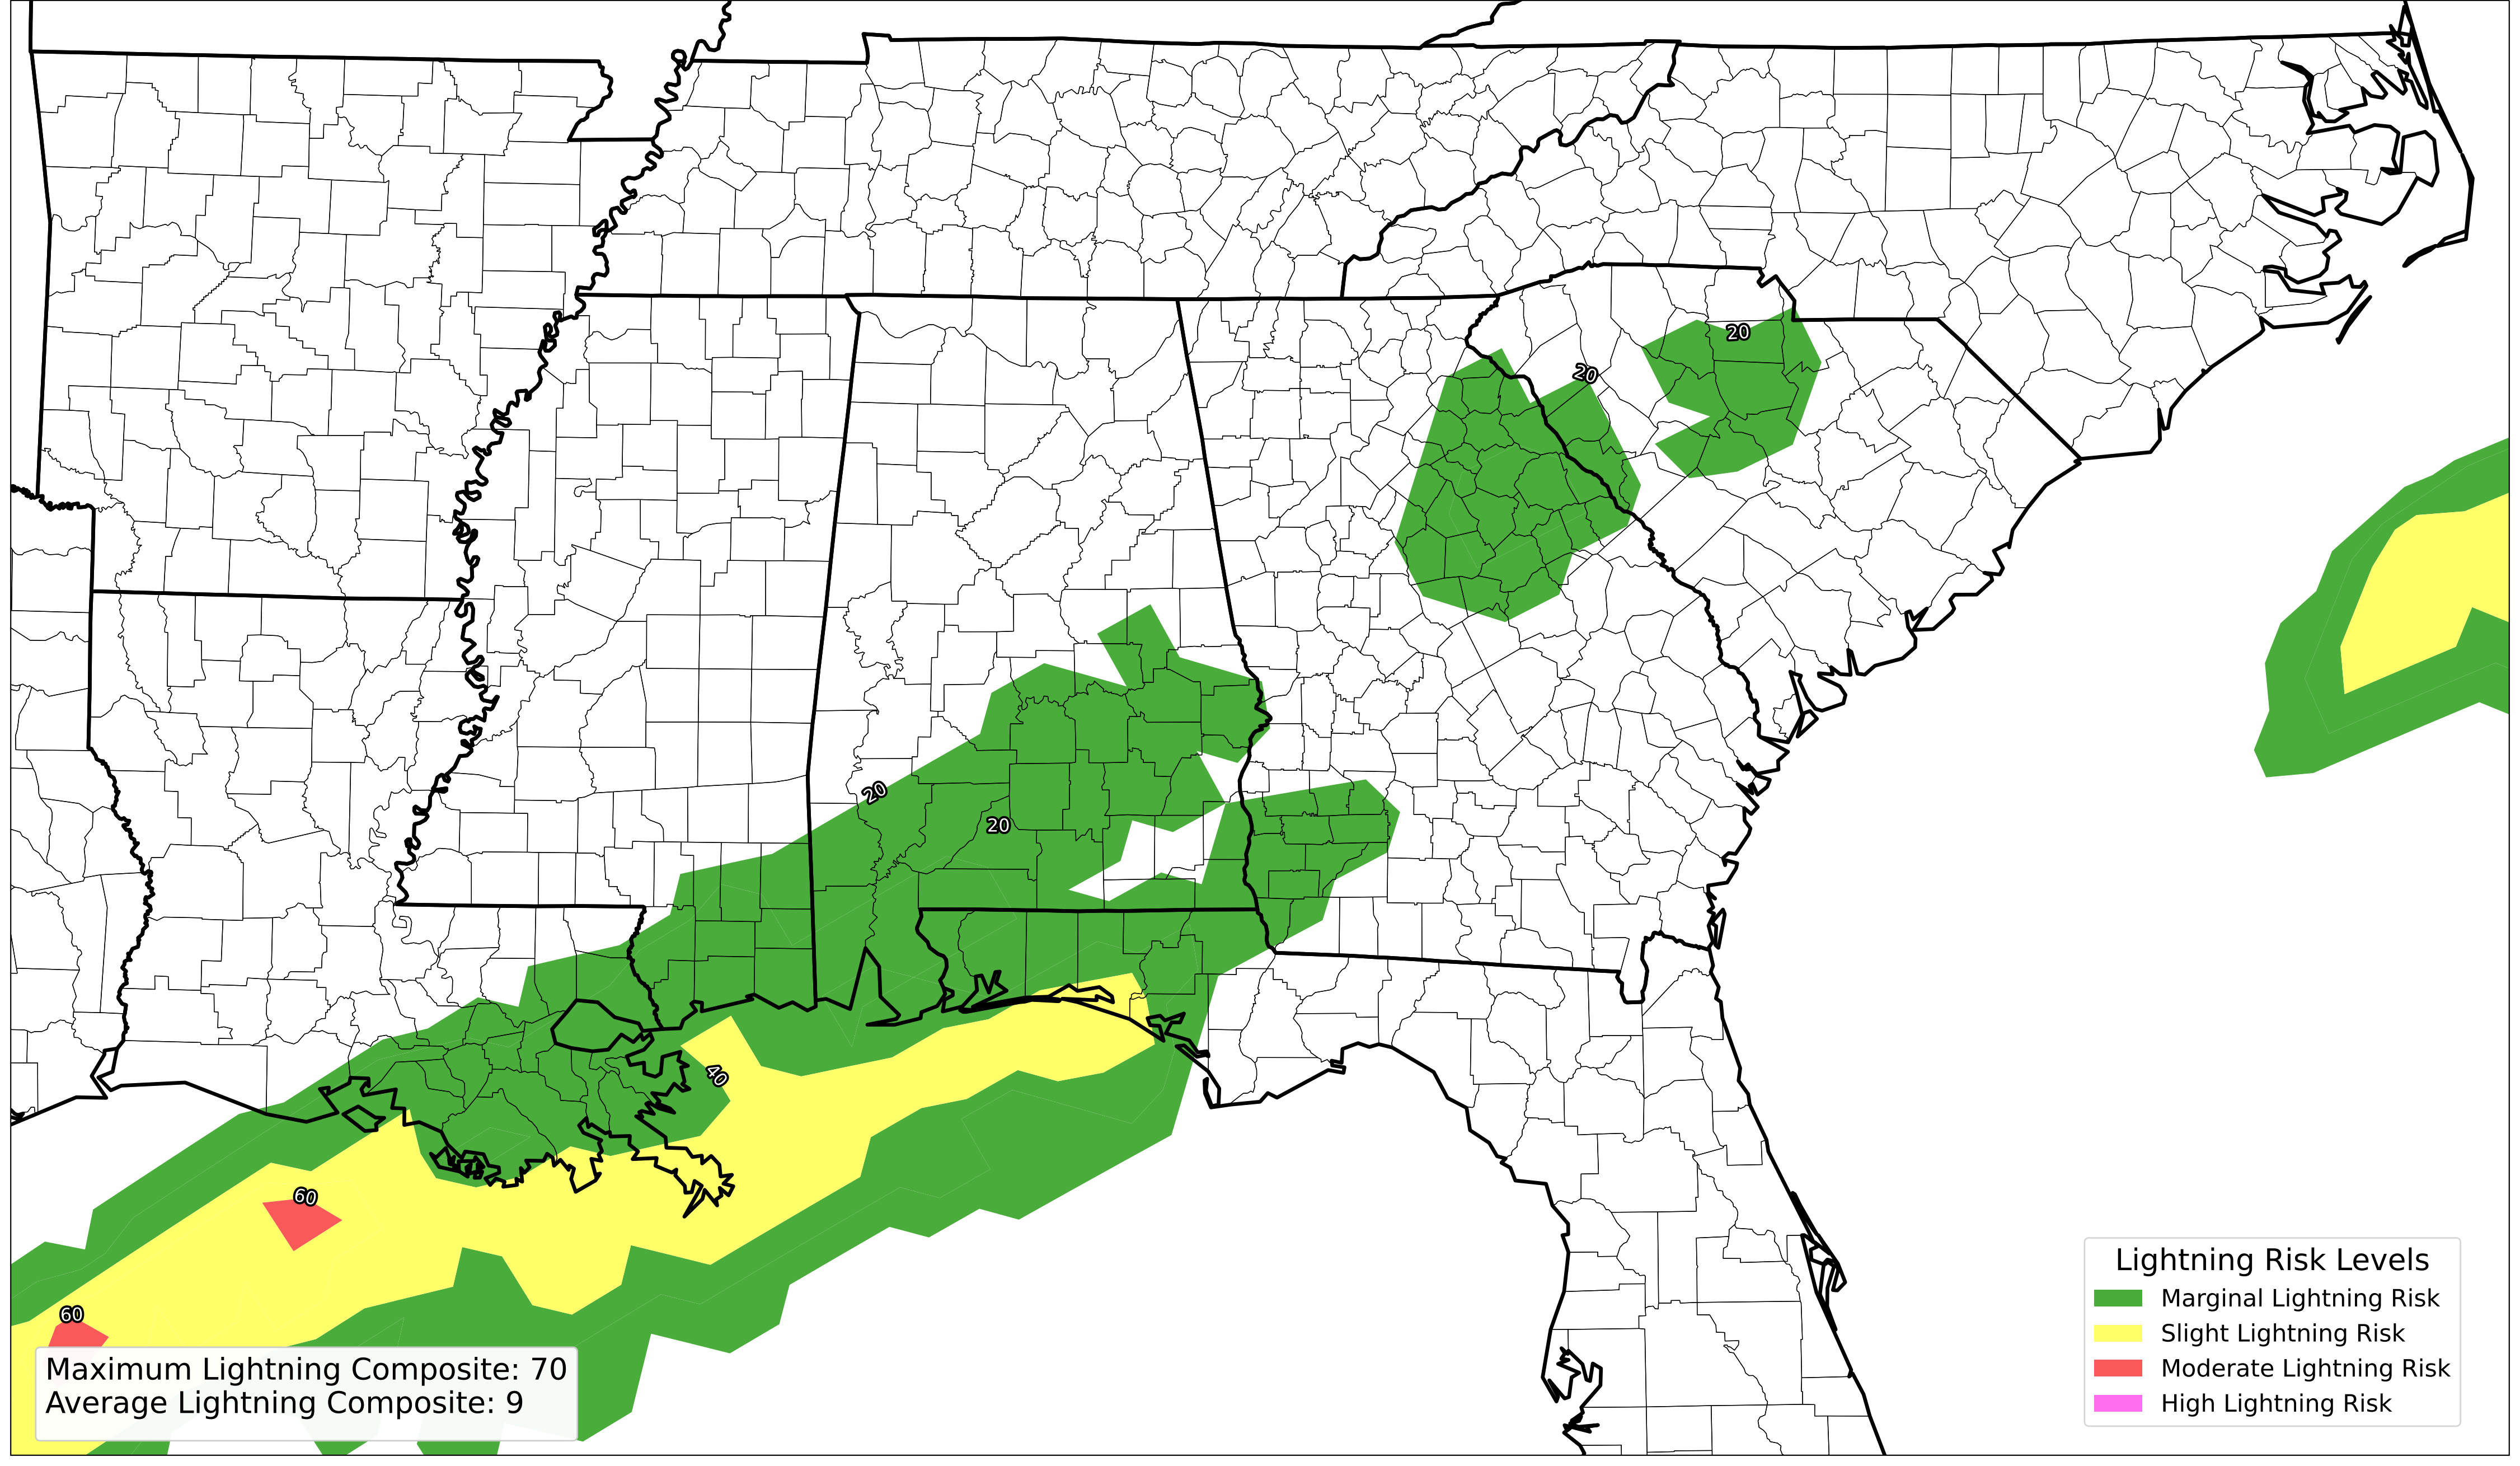 20
20
20
20
40
60
60
Maximum Lightning Composite: 70
Average Lightning Composite: 9
Lightning Risk Levels
Marginal Lightning Risk
Slight Lightning Risk
Moderate Lightning Risk
High Lightning Risk